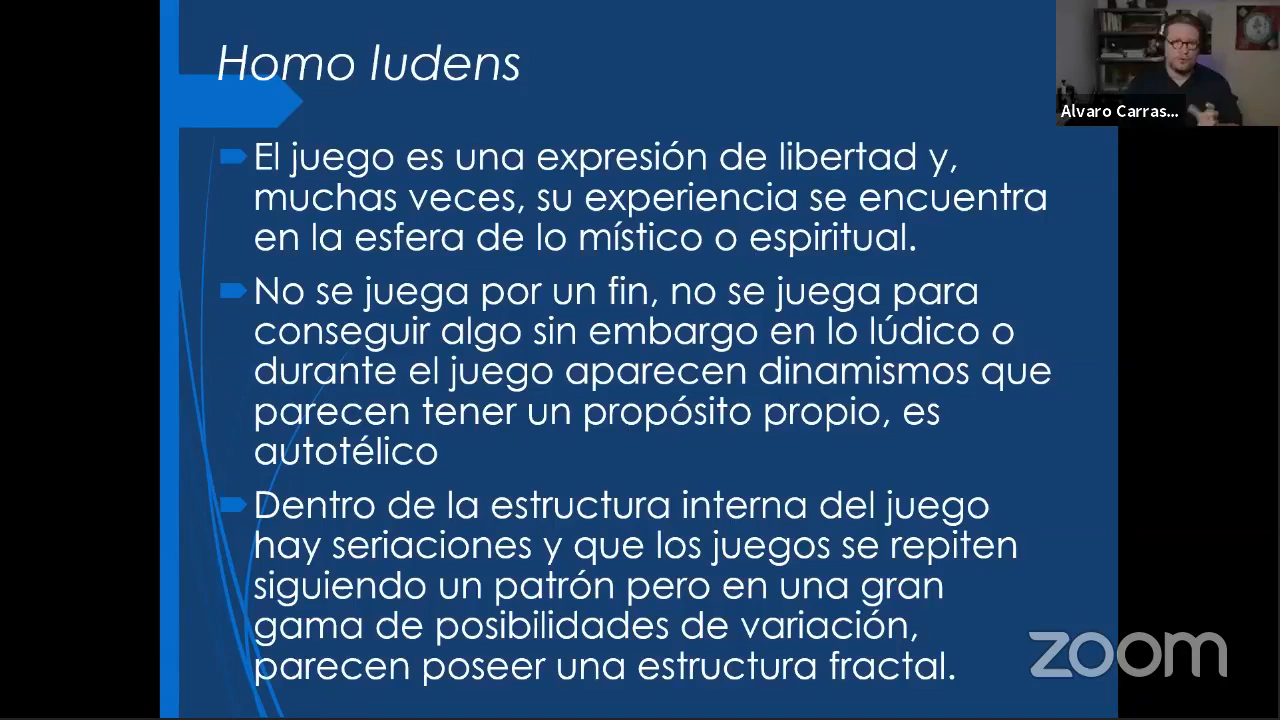 Homo ludens
Alvaro Carras...
El juego es una expresión de libertad y,
muchas veces, su experiencia se encuentra
en la esfera de lo místico o espiritual.
No se juega por un fin, no se juega para
conseguir algo sin embargo en lo lúdico o
durante el juego aparecen dinamismos que
parecen tener un propósito propio, es
autotélico
Dentro de la estructura interna del juego
hay seriaciones y que los juegos se repiten
siguiendo un patrón pero en una gran
gama de posibilidades de variación,
parecen poseer una estructura fractal.
zoom